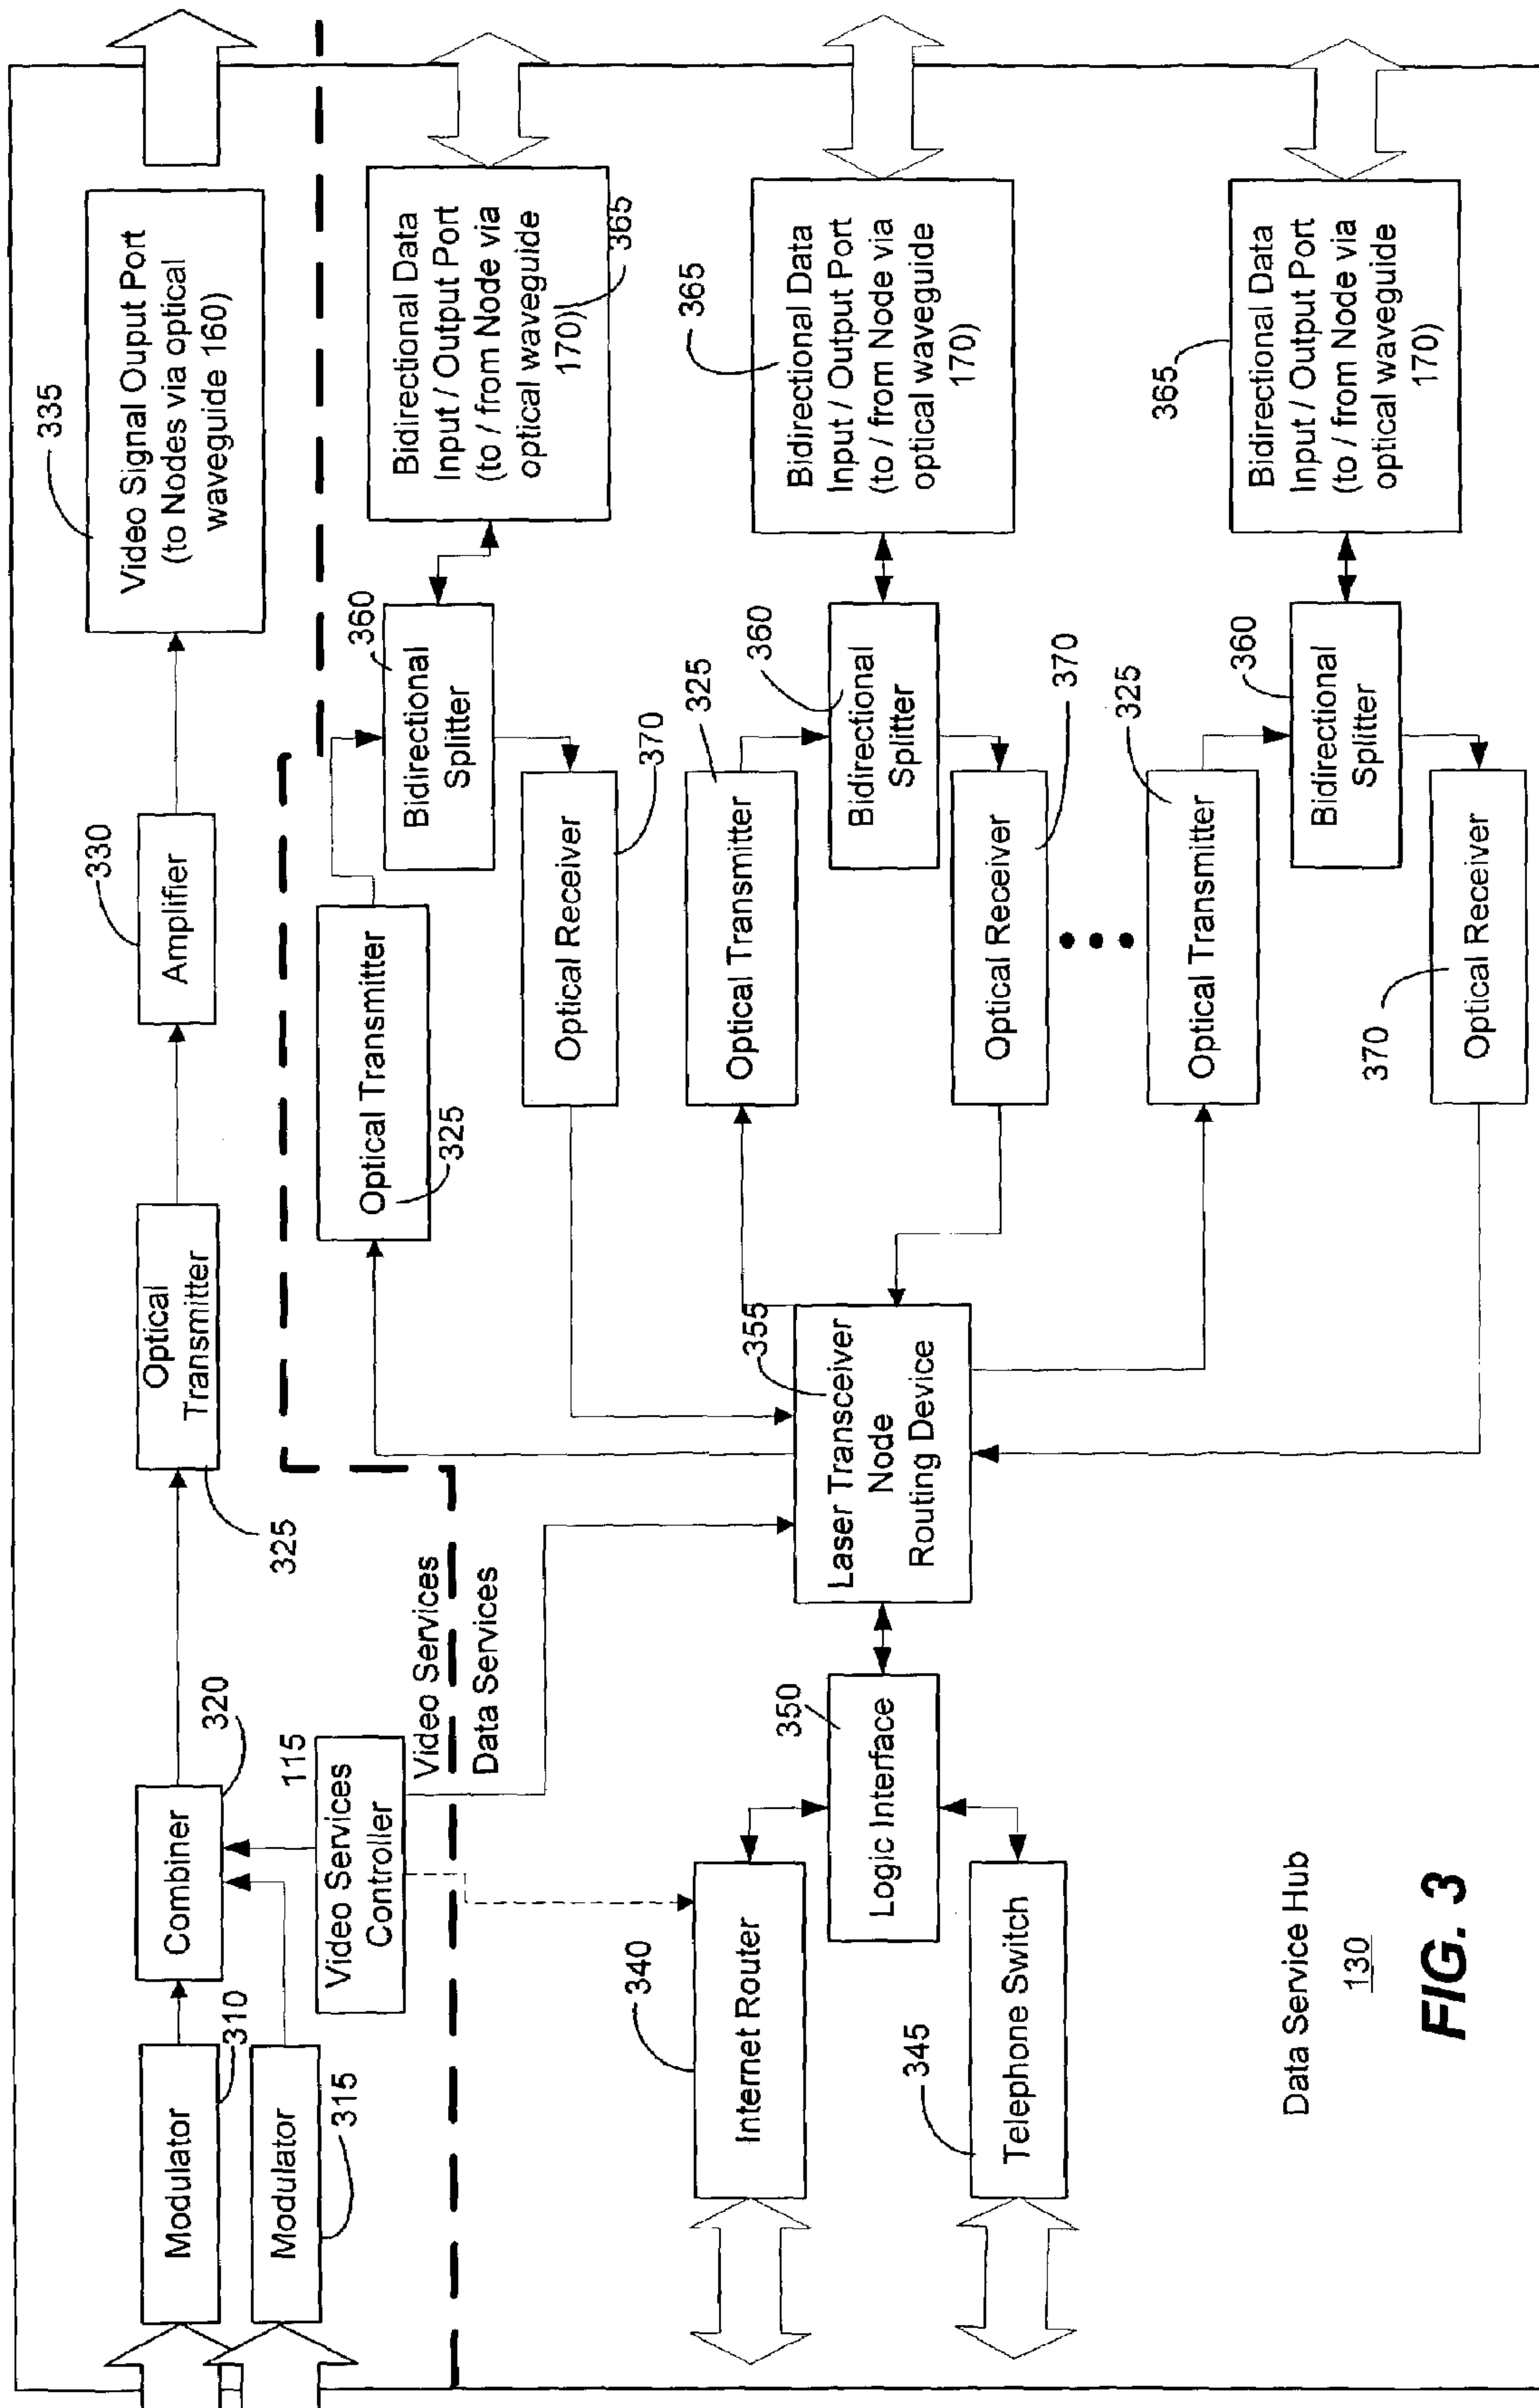 335
Video Signal Ouput Port
(to Nodes via optical
waveguide 160)
330
Amplifier
Optical
Transmitter
325
320
Combiner
310
Modulator
315
Modulator
115
Video Services
Controller
Video Services
Data Services
Optical Transmitter
325
360
Bidirectional
Splitter
Optical Receiver
370
Bidirectional Data
Input / Output Port
(to / from Node via
optical waveguide
170)
365
325
Optical Transmitter
360
Bidirectional
Splitter
Optical Receiver
370
365
Bidirectional Data
Input / Output Port
(to / from Node via
optical waveguide
170)
325
Optical Transmitter
360
Bidirectional
Splitter
370
Optical Receiver
365
Bidirectional Data
Input / Output Port
(to / from Node via
optical waveguide
170)
355
Laser Transceiver
Node
Routing Device
350
Logic Interface
340
Internet Router
345
Telephone Switch
Data Service Hub
130
FIG. 3